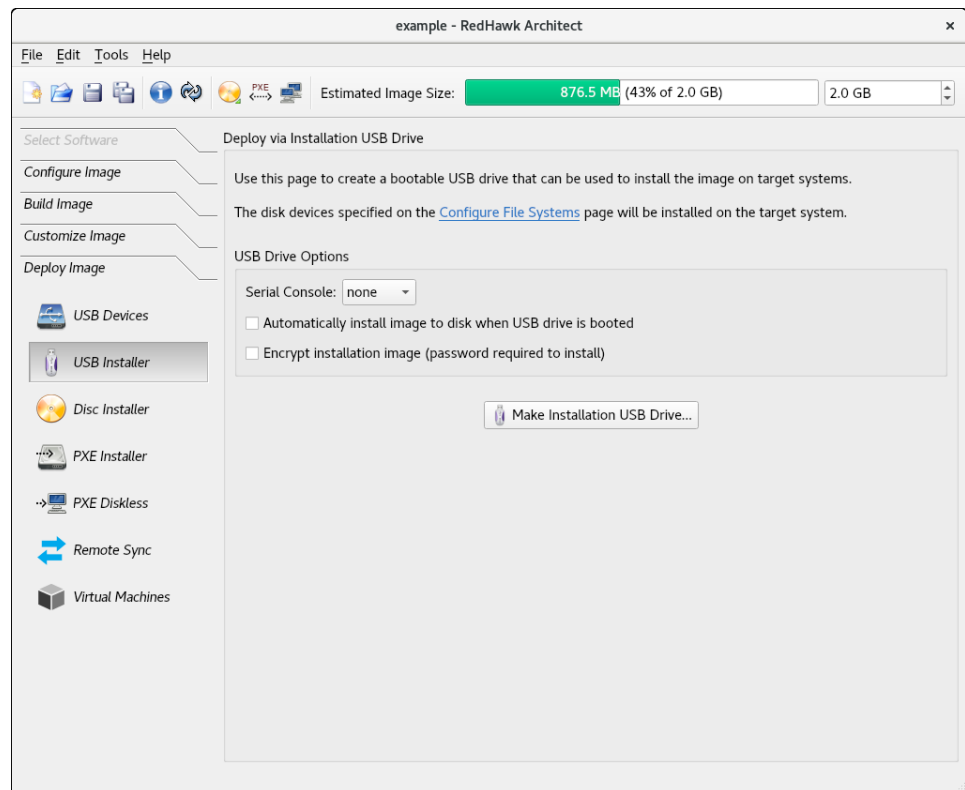 example - RedHawk Architect
File Edit Tools Help
PXE
Estimated Image Size: 876.5 MB (43% of 2.0 GB) 2.0 GB
Select Software
Configure Image
Build Image
Customize Image
Deploy Image
USB Devices
USB Installer
Disc Installer
PXE Installer
PXE Diskless
Remote Sync
Virtual Machines
Deploy via Installation USB Drive
Use this page to create a bootable USB drive that can be used to install the image on target systems.
The disk devices specified on the Configure File Systems page will be installed on the target system.
USB Drive Options
Serial Console: none
Automatically install image to disk when USB drive is booted
Encrypt installation image (password required to install)
Make Installation USB Drive...